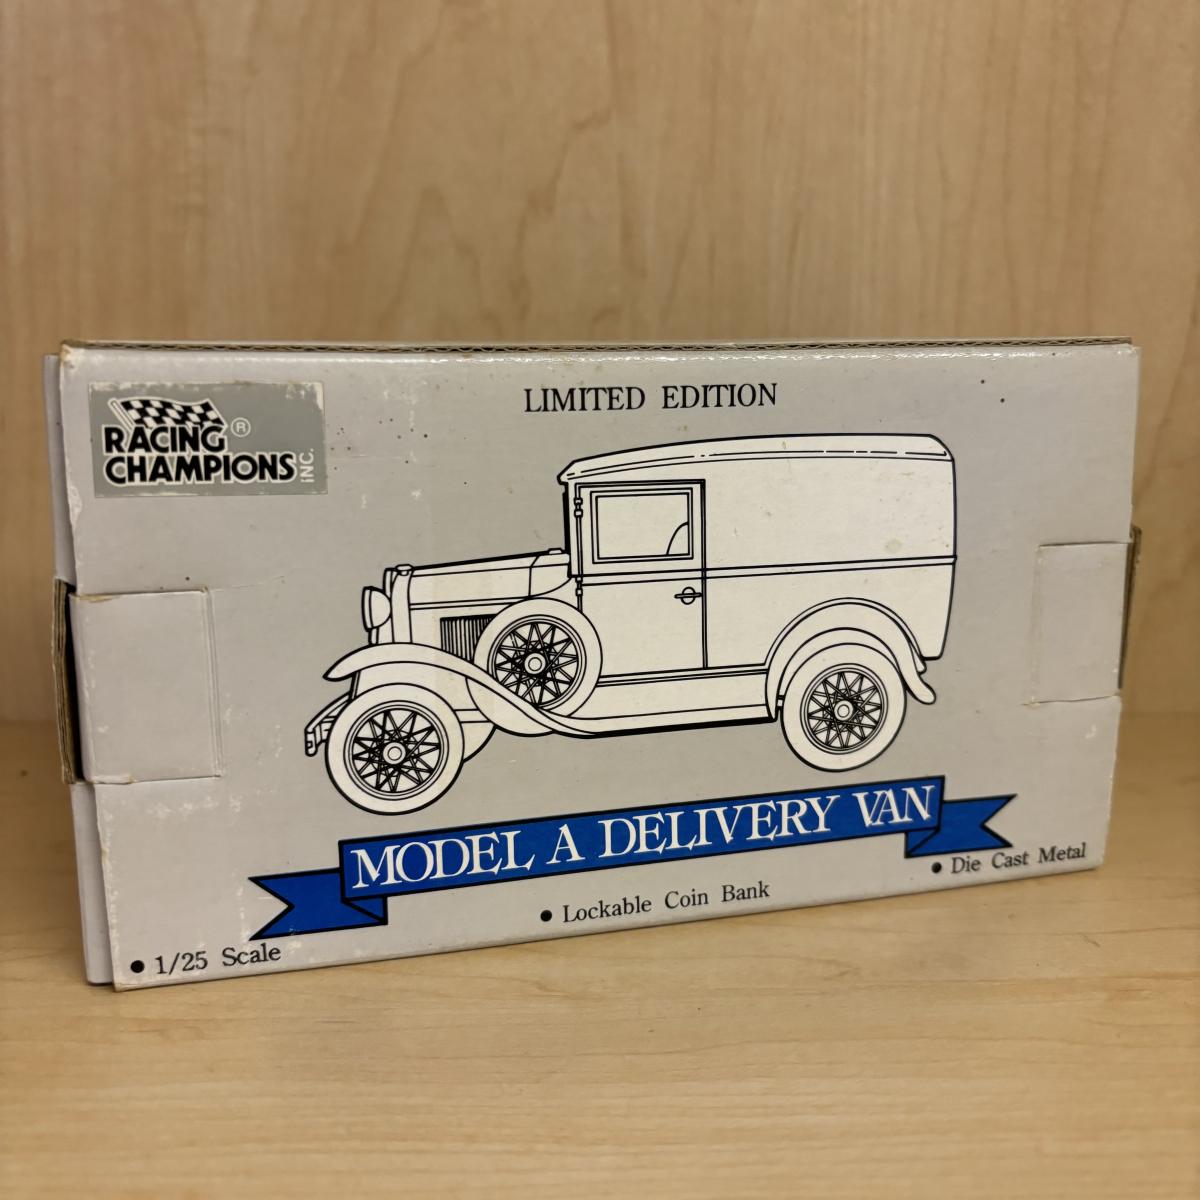 RACING®
CHAMPIONS INC.
LIMITED EDITION
MODEL A DELIVERY VAN
• 1/25 Scale
• Lockable Coin Bank
• Die Cast Metal